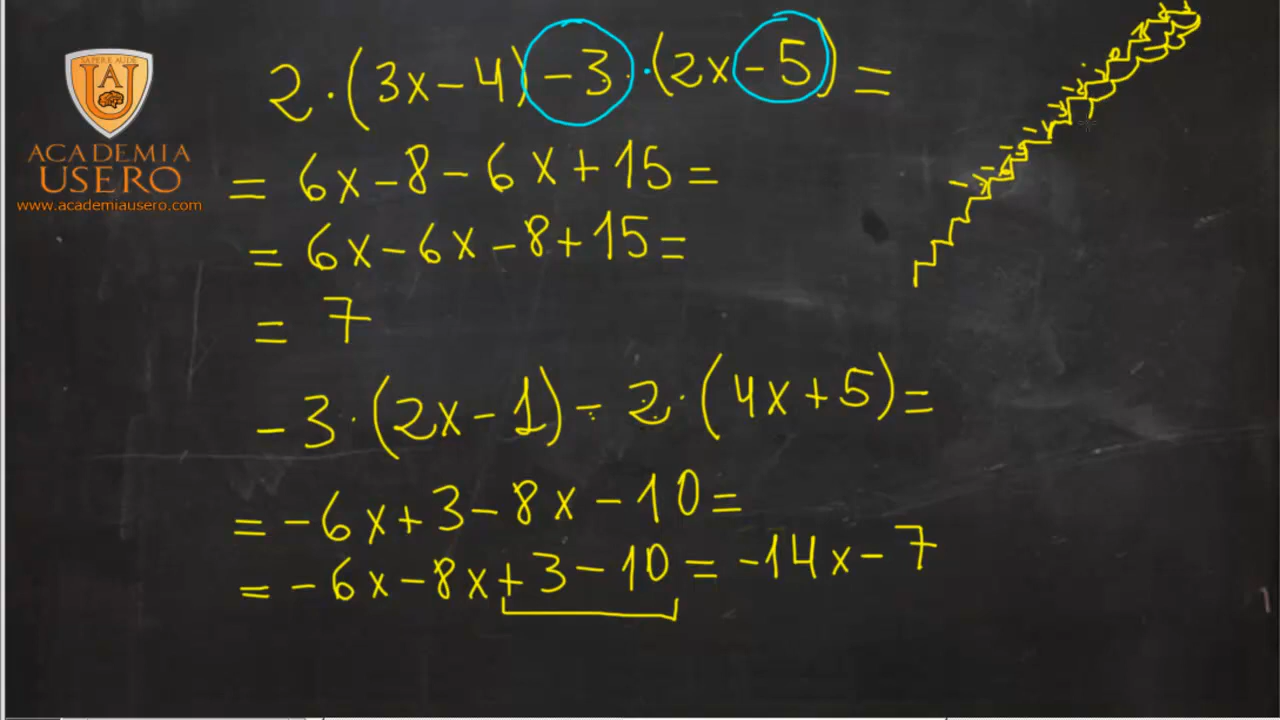 SAPERE AUDE
UA
ACADEMIA
USERO
www.academiausero.com
2·(3x-4)-3·(2x-5)=
=6x-8-6x+15=
=6x-6x-8+15=
=7
-3·(2x-1)-2·(4x+5)=
=-6x+3-8x-10=
=-6x-8x+3-10=-14x-7